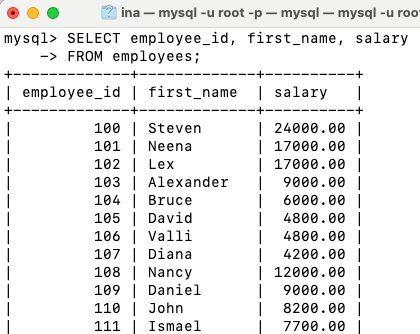 ina — mysql -u root -p — mysql — mysql -u root
mysql> SELECT employee_id, first_name, salary
    -> FROM employees;
+-------------+-------------+----------+
| employee_id | first_name  | salary   |
+-------------+-------------+----------+
|         100 | Steven      | 24000.00 |
|         101 | Neena       | 17000.00 |
|         102 | Lex         | 17000.00 |
|         103 | Alexander   |  9000.00 |
|         104 | Bruce       |  6000.00 |
|         105 | David       |  4800.00 |
|         106 | Valli       |  4800.00 |
|         107 | Diana       |  4200.00 |
|         108 | Nancy       | 12000.00 |
|         109 | Daniel      |  9000.00 |
|         110 | John        |  8200.00 |
|         111 | Ismael      |  7700.00 |